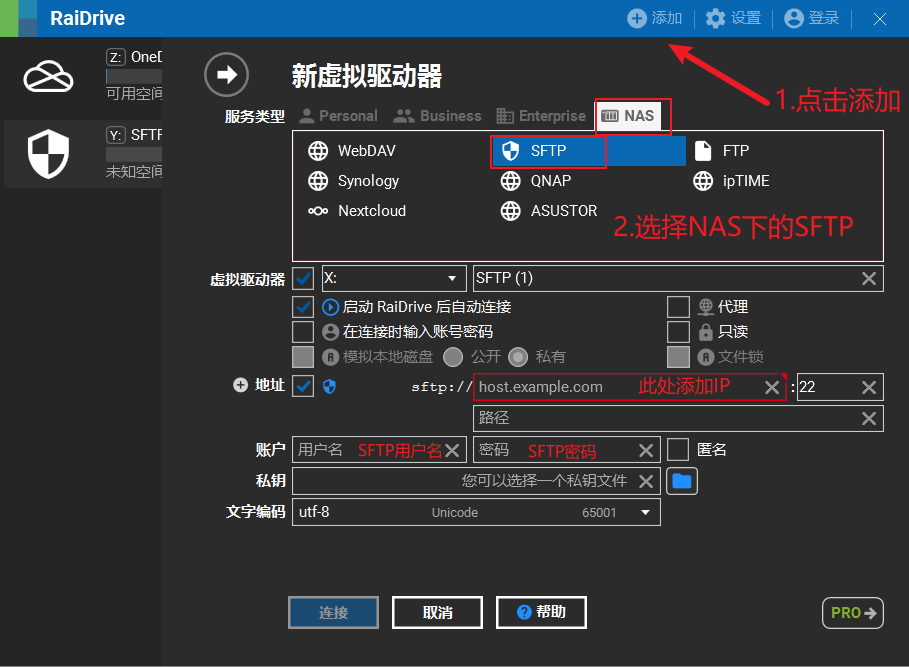 RaiDrive
添加
设置
登录
1.点击添加
Z: OneD
可用空间
Y: SFTP
未知空间
新虚拟驱动器
服务类型 Personal Business Enterprise NAS
WebDAV SFTP FTP
Synology QNAP ipTIME
Nextcloud ASUSTOR
2.选择NAS下的SFTP
虚拟驱动器 X: SFTP (1)
启动 RaiDrive 后自动连接 代理
在连接时输入账号密码 只读
模拟本地磁盘 公开 私有 文件锁
地址 sftp:// host.example.com 此处添加IP : 22
路径
账户 用户名 SFTP用户名 密码 SFTP密码 匿名
私钥 您可以选择一个私钥文件
文字编码 utf-8 Unicode 65001
连接 取消 帮助 PRO